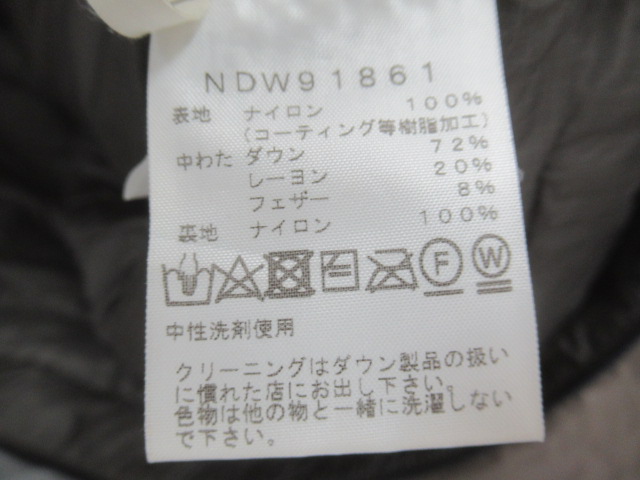 NDW91861
表地 ナイロン 100%
(コーティング等樹脂加工)
中わた ダウン 72%
レーヨン 20%
フェザー 8%
裏地 ナイロン 100%
F W
中性洗剤使用
クリーニングはダウン製品の扱い
に慣れた店にお出し下さい。
色物は他の物と一緒に洗濯しない
で下さい。